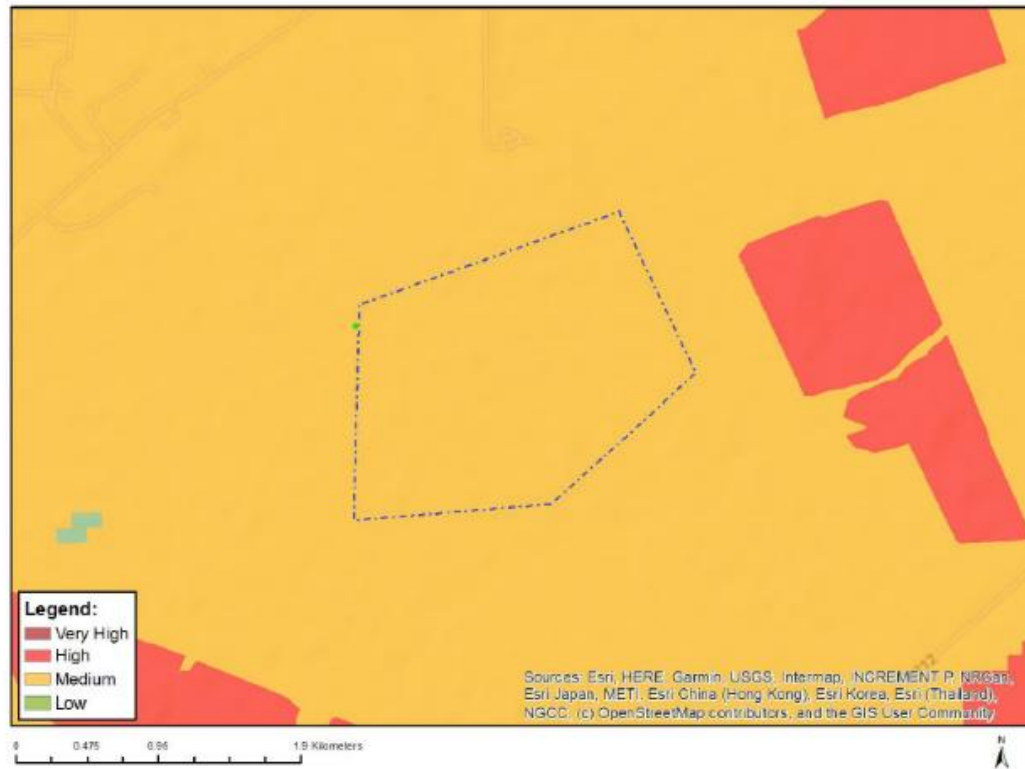 Legend:
Very High
High
Medium
Low
Sources: Esri, HERE, Garmin, USGS, Intermap, INCREMENT P, NRCan,
Esri Japan, METI, Esri China (Hong Kong), Esri Korea, Esri (Thailand),
NGCC, (c) OpenStreetMap contributors, and the GIS User Community
0 0.475 0.95 1.9 Kilometers
N